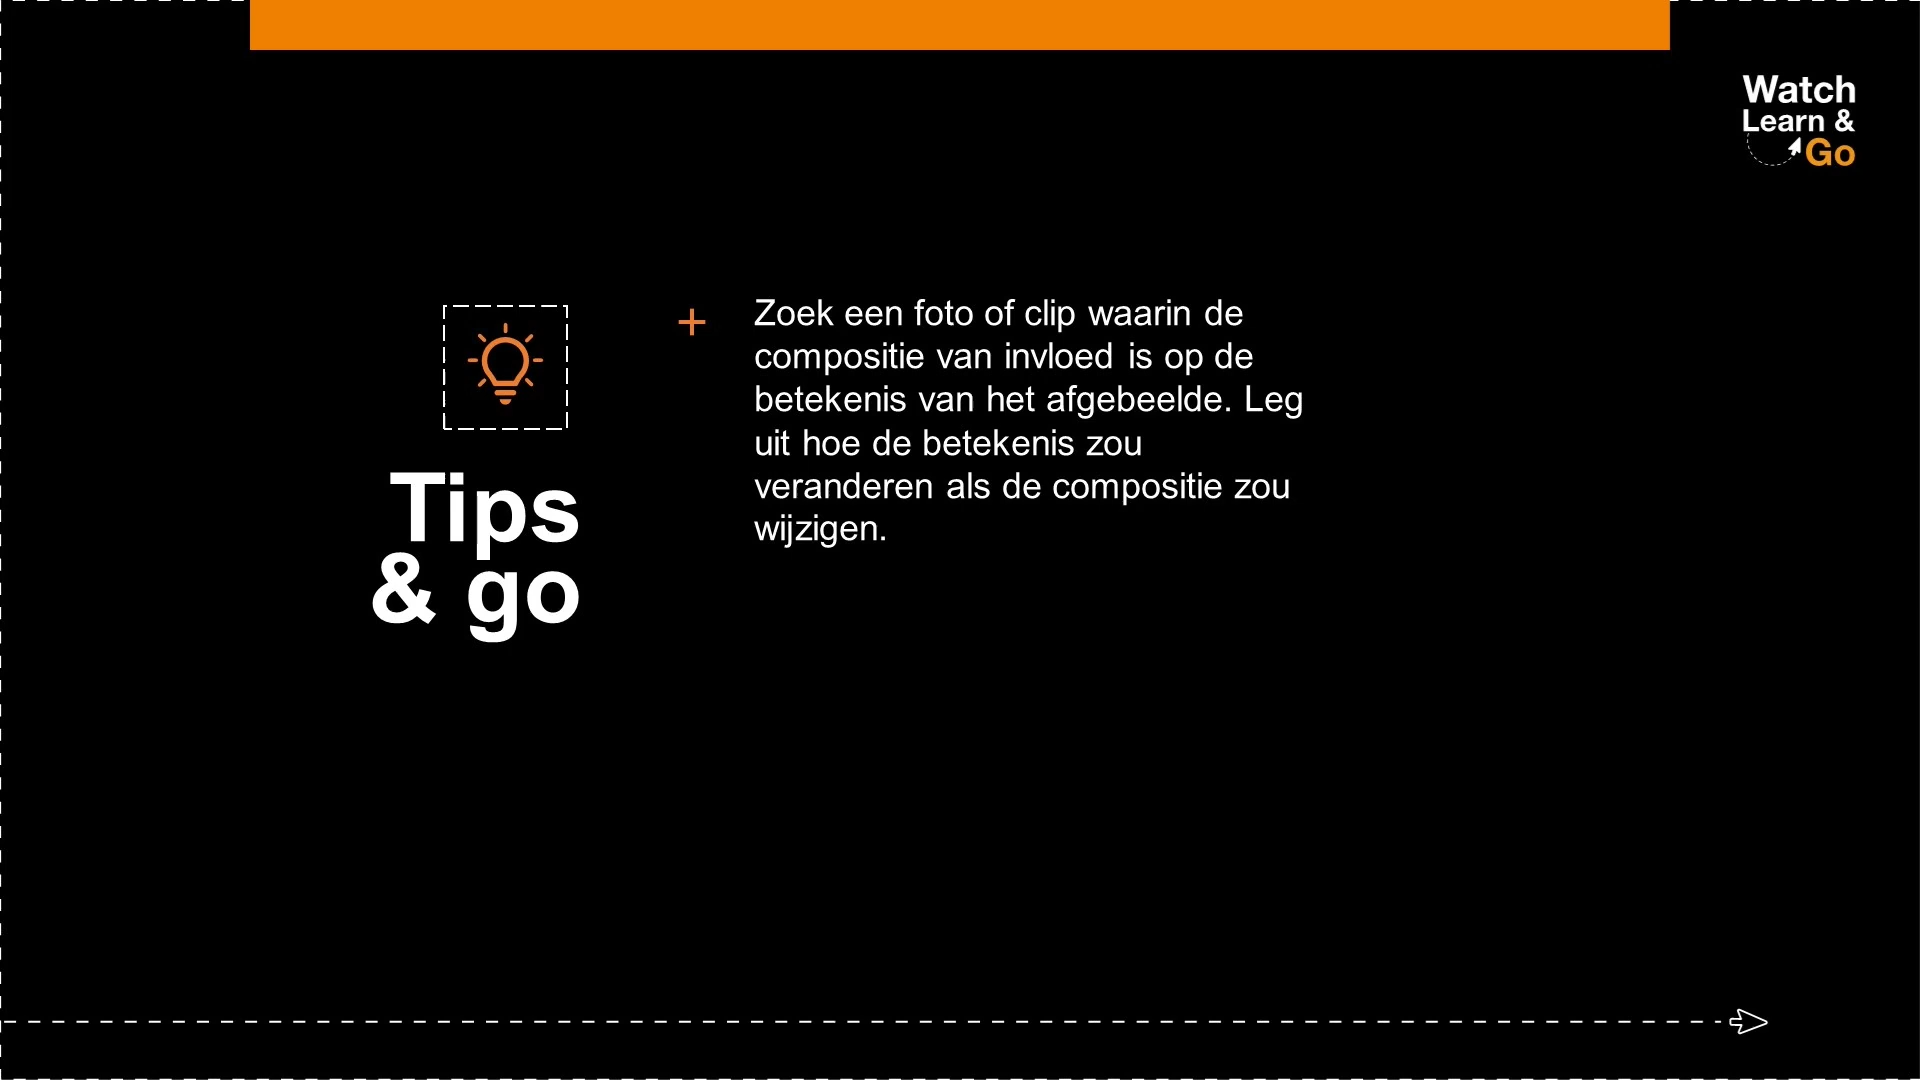 Watch
Learn &
Go
Tips
& go
+ Zoek een foto of clip waarin de
compositie van invloed is op de
betekenis van het afgebeelde. Leg
uit hoe de betekenis zou
veranderen als de compositie zou
wijzigen.